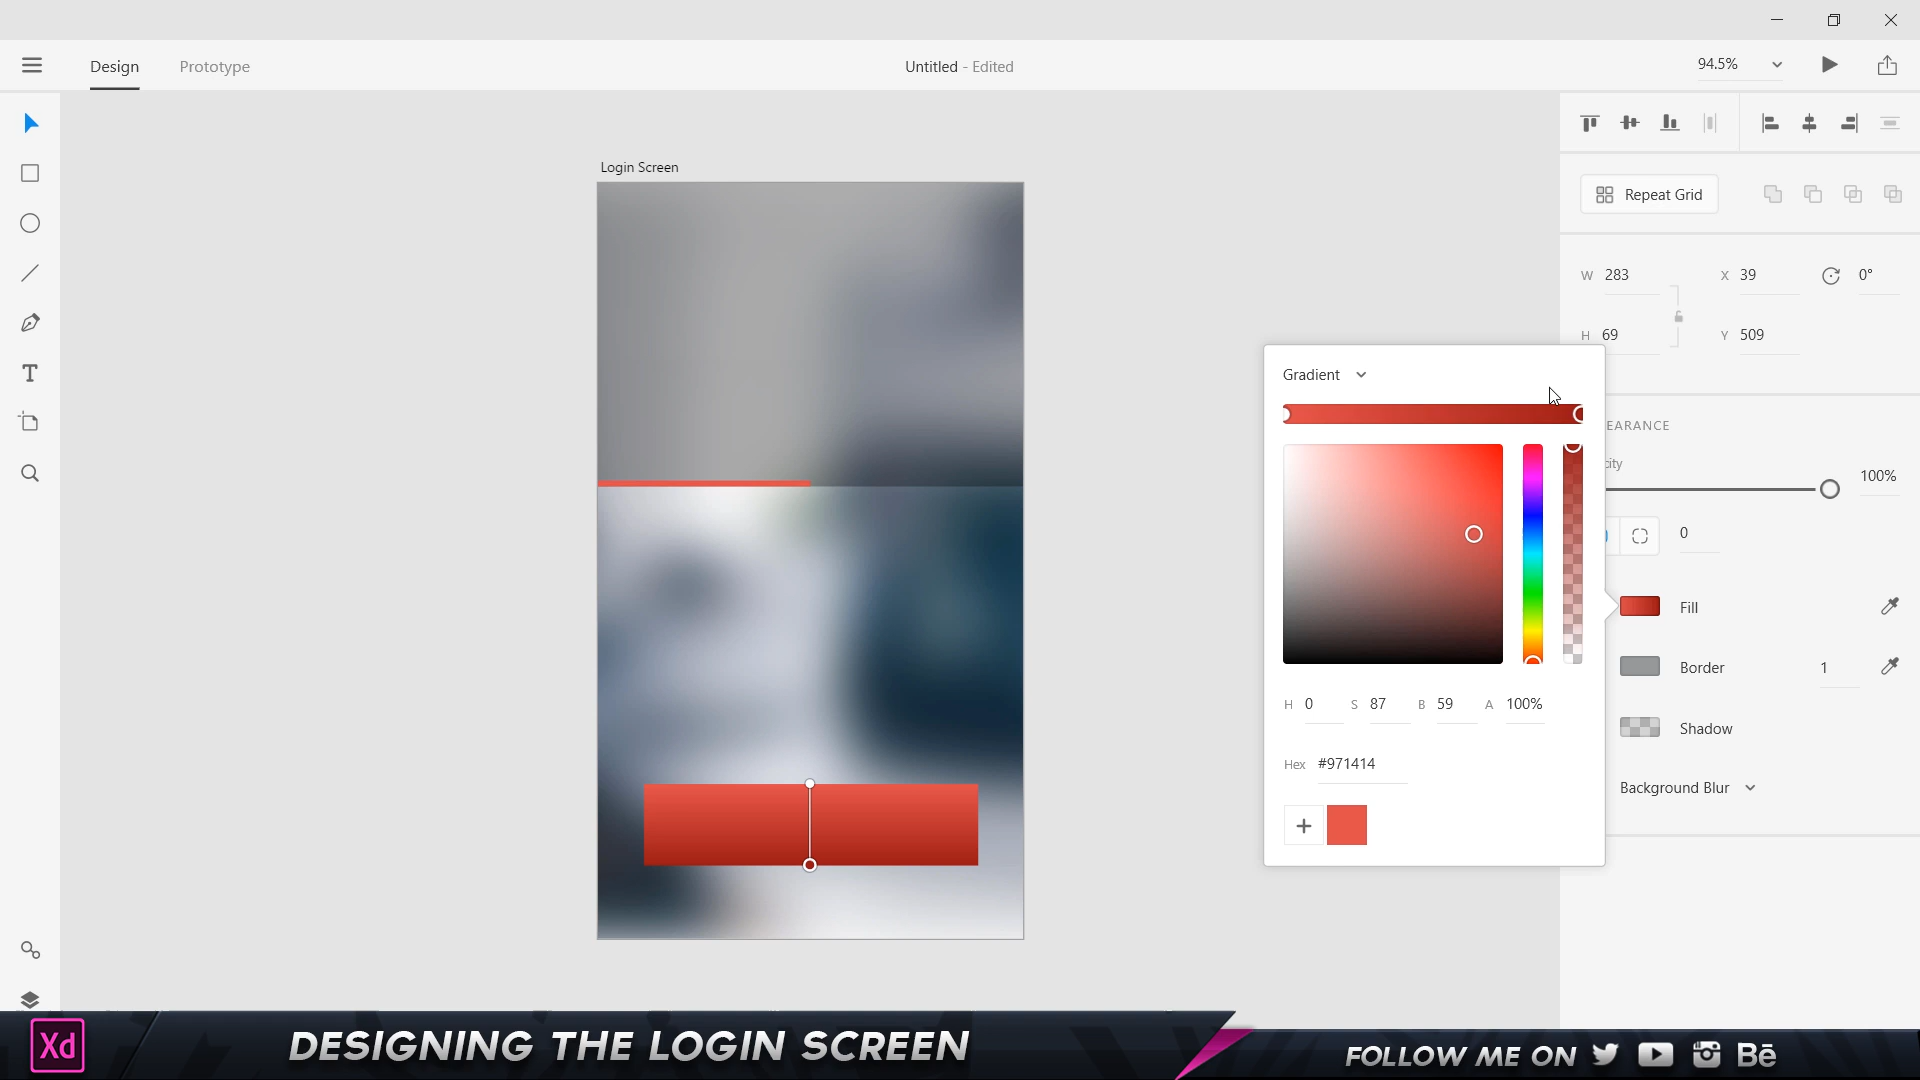 Design
Prototype
Untitled - Edited
94.5%
Login Screen
Repeat Grid
W 283
X 39
0°
H 69
Y 509
Gradient
EARANCE
city
100%
0
Fill
Border
1
Shadow
Background Blur
H 0 S 87 B 59 A 100%
Hex #971414
Xd
DESIGNING THE LOGIN SCREEN
FOLLOW ME ON
Bē